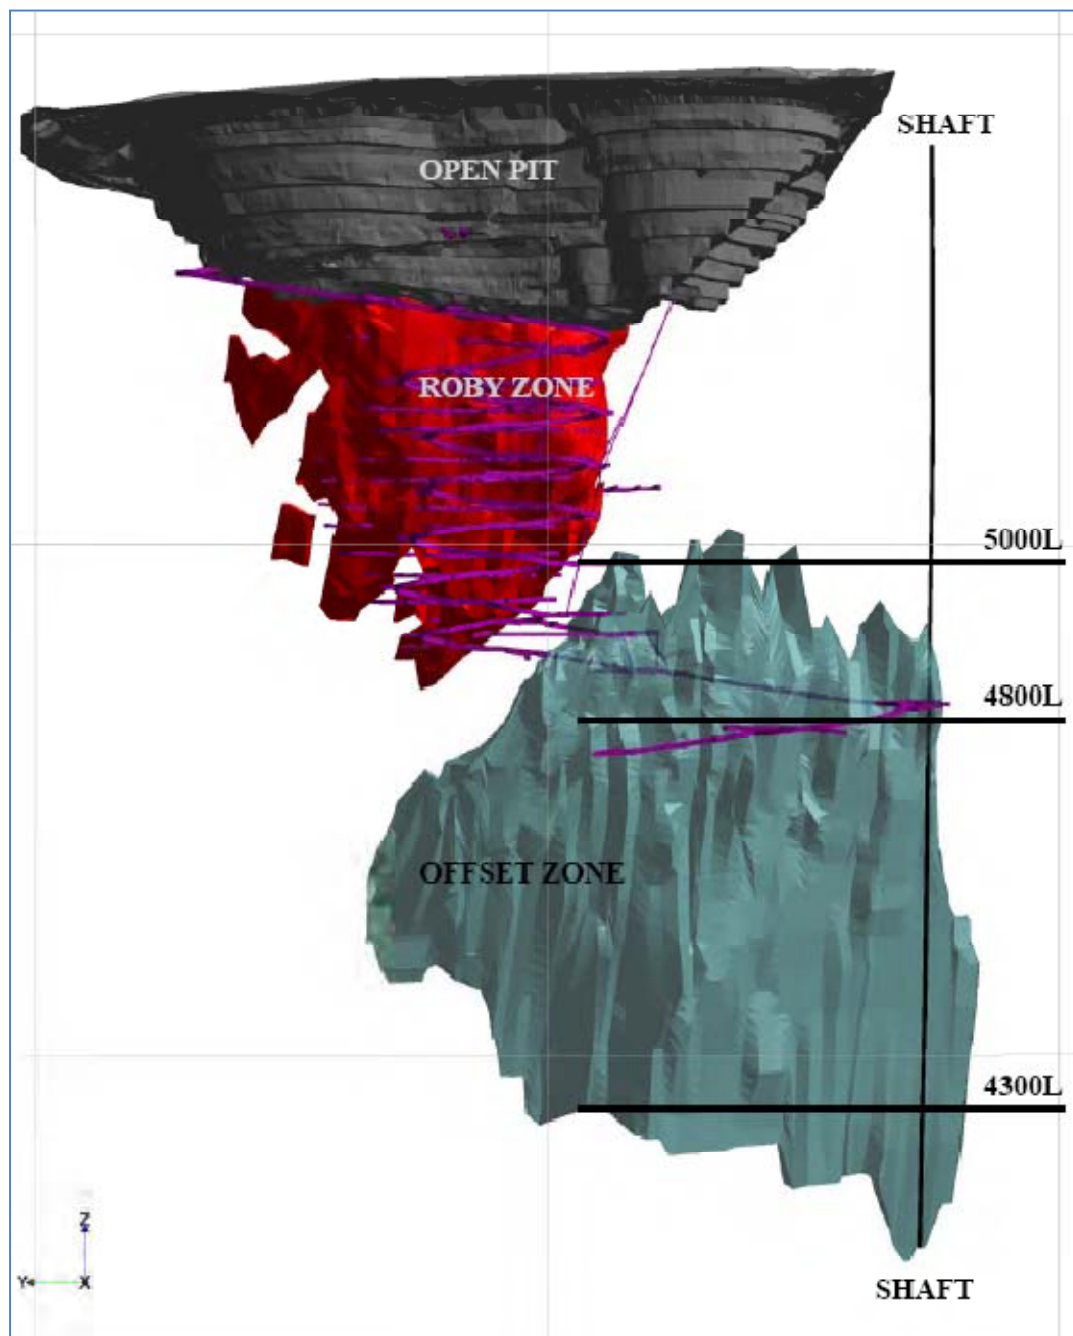 SHAFT
OPEN PIT
ROBY ZONE
5000L
4800L
OFFSET ZONE
4300L
Z
Y
X
SHAFT